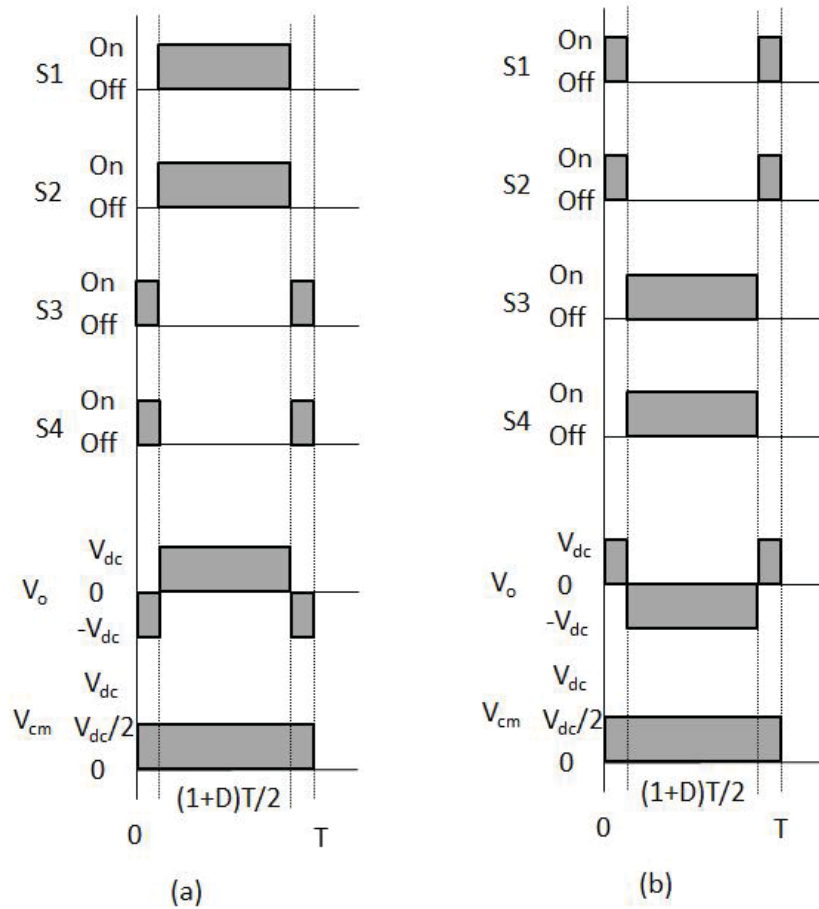 On
S1
Off
On
S2
Off
On
S3
Off
On
S4
Off
Vdc
Vo
0
-Vdc
Vdc
Vcm
Vdc/2
0
(1+D)T/2
0
T
(a)
On
S1
Off
On
S2
Off
On
S3
Off
On
S4
Off
Vdc
Vo
0
-Vdc
Vdc
Vcm
Vdc/2
0
(1+D)T/2
0
T
(b)